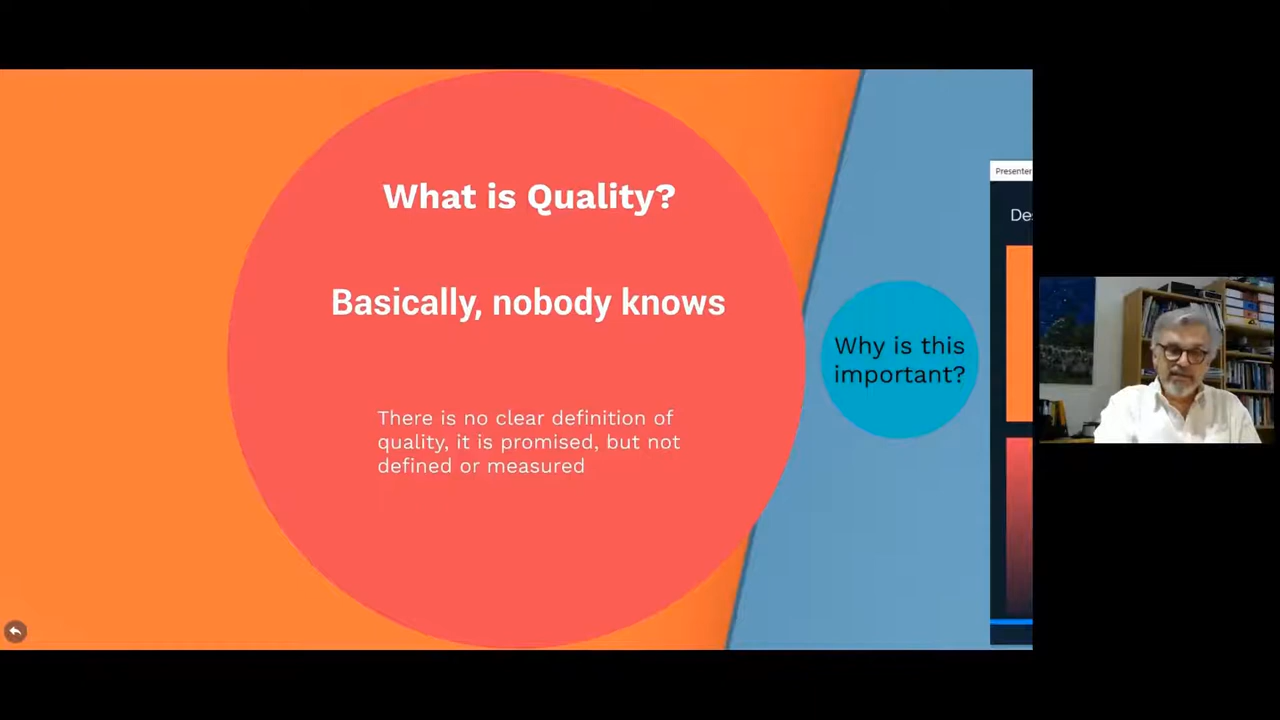 What is Quality?
Basically, nobody knows
There is no clear definition of
quality, it is promised, but not
defined or measured
Why is this
important?
Presenter
Des